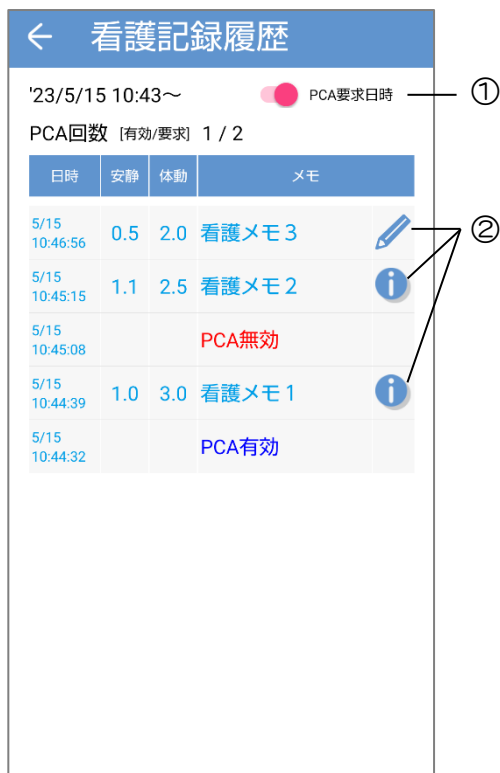 看護記録履歴
'23/5/15 10:43～ PCA要求日時 ①
PCA回数 [有効/要求] 1 / 2
日時 安静 体動 メモ
5/15
10:46:56 0.5 2.0 看護メモ3 ②
5/15
10:45:15 1.1 2.5 看護メモ2
5/15
10:45:08 PCA無効
5/15
10:44:39 1.0 3.0 看護メモ1
5/15
10:44:32 PCA有効